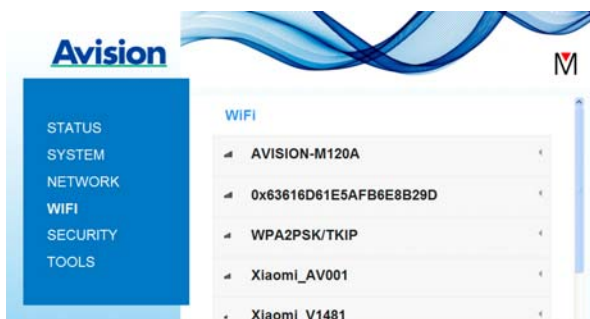 Avision
M
STATUS
SYSTEM
NETWORK
WIFI
SECURITY
TOOLS
WiFi
AVISION-M120A
0x63616D61E5AFB6E8B29D
WPA2PSK/TKIP
Xiaomi_AV001
Xiaomi_V1481